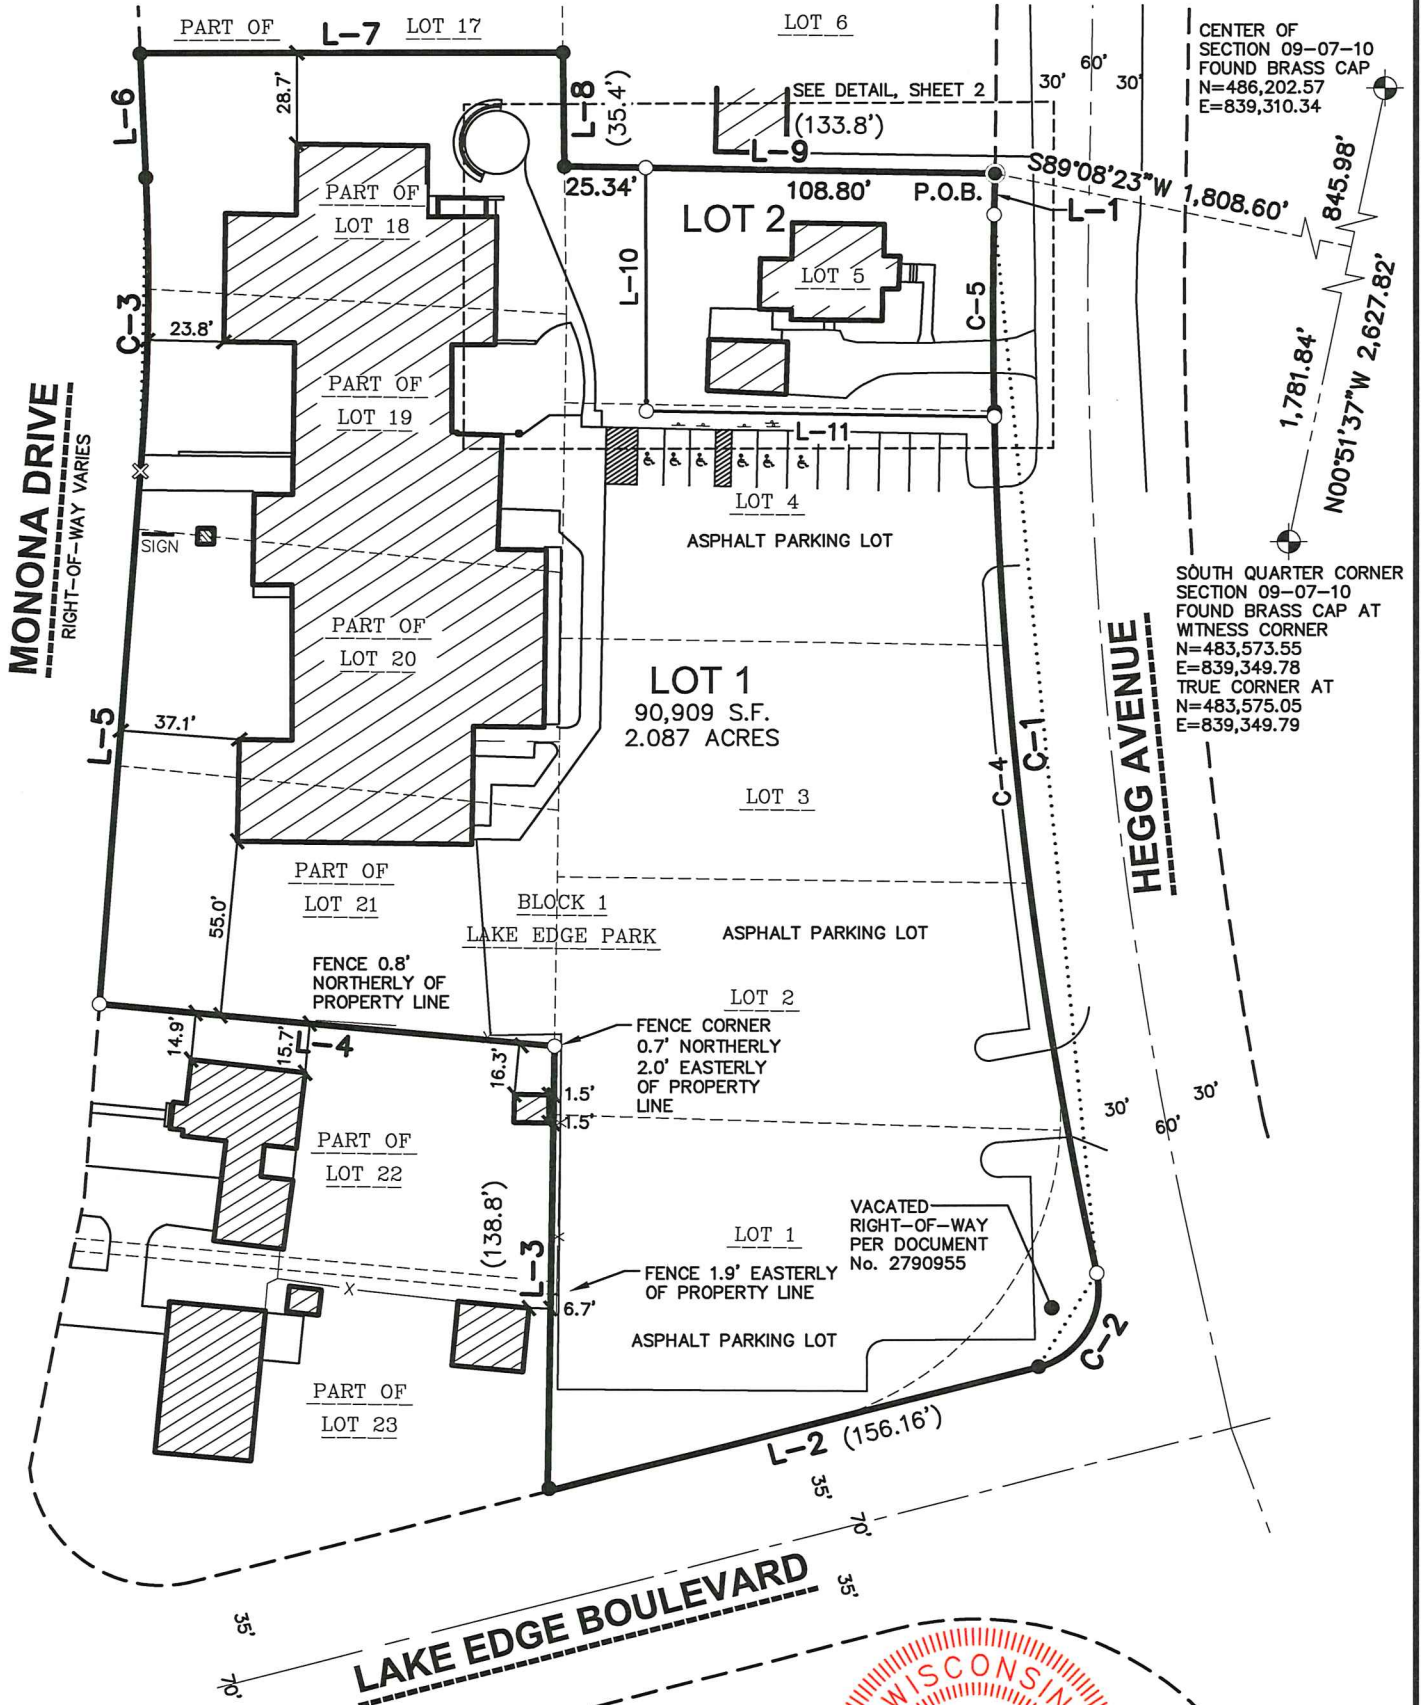 PART OF
L-7
LOT 17
LOT 6
CENTER OF
SECTION 09-07-10
FOUND BRASS CAP
N=486,202.57
E=839,310.34
60'
30'
30'
L-6
28.7'
L-8
(35.4')
SEE DETAIL, SHEET 2
(133.8')
L-9
S89°08'23"W 1,808.60'
845.98'
25.34'
108.80'
P.O.B.
L-1
PART OF
LOT 18
LOT 2
L-10
LOT 5
C-5
C-3
23.8'
1,781.84'
N00°51'37"W 2,627.82'
MONONA DRIVE
RIGHT-OF-WAY VARIES
PART OF
LOT 19
L-11
LOT 4
ASPHALT PARKING LOT
SIGN
SOUTH QUARTER CORNER
SECTION 09-07-10
FOUND BRASS CAP AT
WITNESS CORNER
N=483,573.55
E=839,349.78
TRUE CORNER AT
N=483,575.05
E=839,349.79
PART OF
LOT 20
LOT 1
90,909 S.F.
2.087 ACRES
HEGG AVENUE
L-5
37.1'
C-4
C-1
LOT 3
PART OF
LOT 21
55.0'
BLOCK 1
LAKE EDGE PARK
ASPHALT PARKING LOT
FENCE 0.8'
NORTHERLY OF
PROPERTY LINE
LOT 2
14.9'
15.7'
L-4
16.3'
FENCE CORNER
0.7' NORTHERLY
2.0' EASTERLY
OF PROPERTY
LINE
1.5'
1.5'
30'
60'
30'
PART OF
LOT 22
(138.8')
L-3
VACATED
RIGHT-OF-WAY
PER DOCUMENT
No. 2790955
LOT 1
FENCE 1.9' EASTERLY
OF PROPERTY LINE
X
6.7'
ASPHALT PARKING LOT
C-2
PART OF
LOT 23
L-2 (156.16')
35'
70'
35'
LAKE EDGE BOULEVARD
35'
70'
WISCONSIN